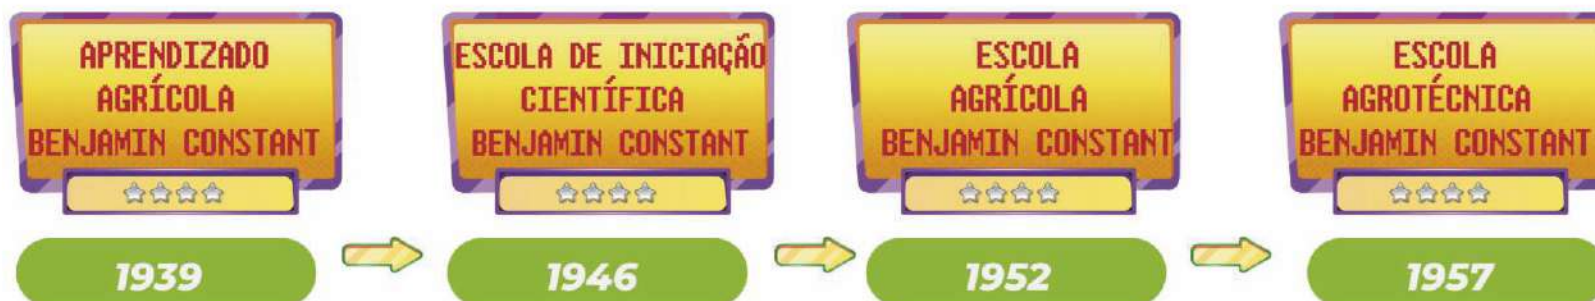 APRENDIZADO
AGRÍCOLA
BENJAMIN CONSTANT
1939
ESCOLA DE INICIAÇÃO
CIENTÍFICA
BENJAMIN CONSTANT
1946
ESCOLA
AGRÍCOLA
BENJAMIN CONSTANT
1952
ESCOLA
AGROTÉCNICA
BENJAMIN CONSTANT
1957